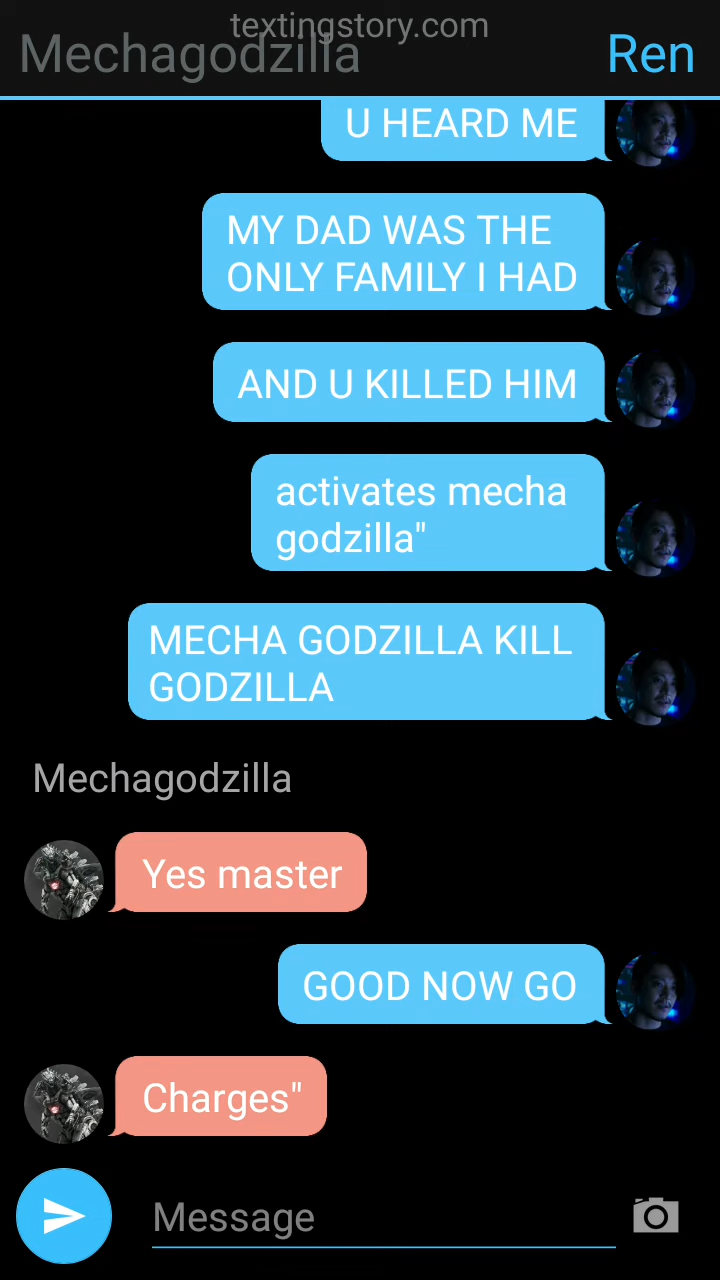 textingstory.com
Mechagodzilla
Ren
U HEARD ME
MY DAD WAS THE
ONLY FAMILY I HAD
AND U KILLED HIM
activates mecha
godzilla"
MECHA GODZILLA KILL
GODZILLA
Mechagodzilla
Yes master
GOOD NOW GO
Charges"
Message